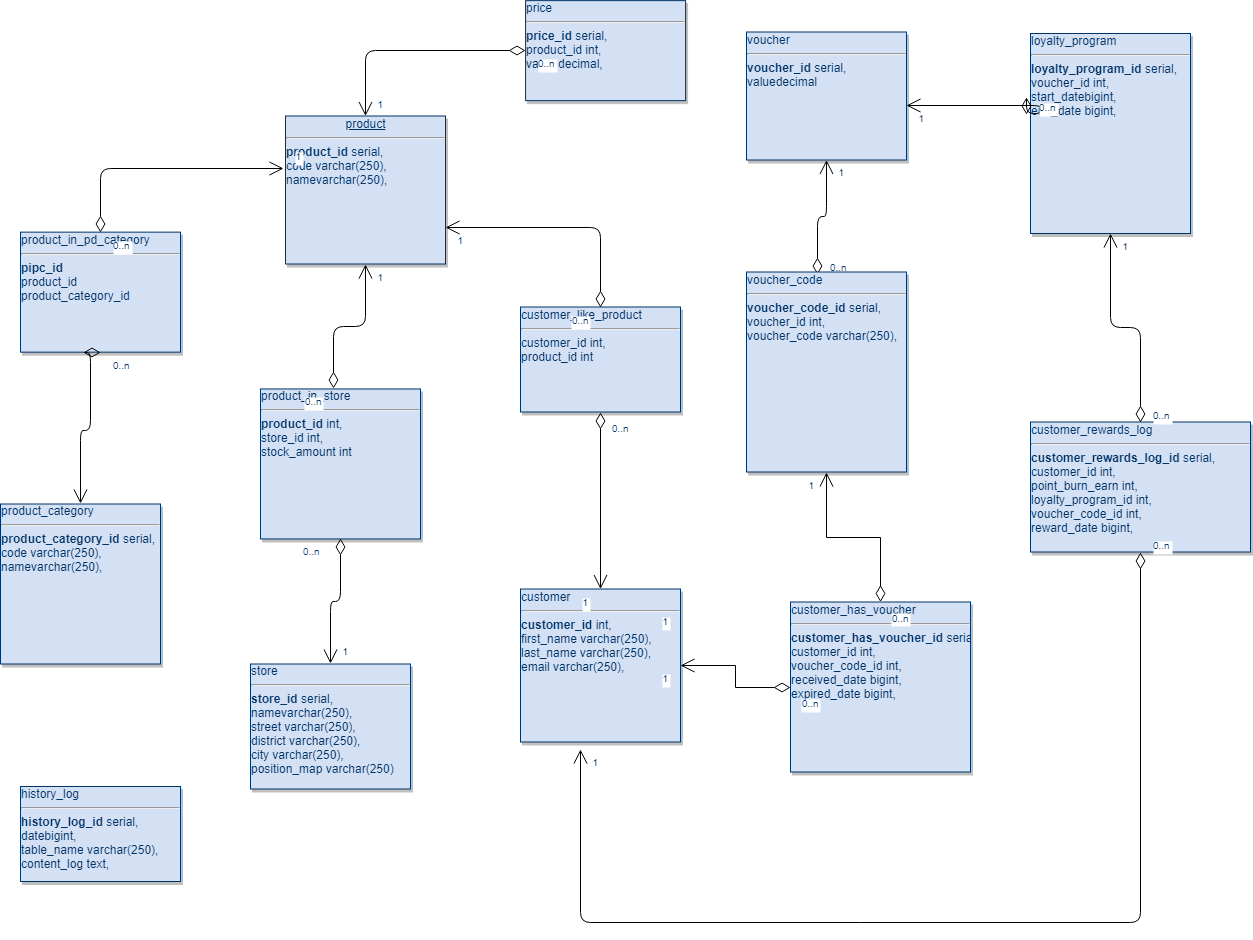 price
price_id serial,
product_id int,
decimal,
0..n
1
product
product_id serial,
1
code varchar(250),
namevarchar(250),
1
1
voucher
voucher_id serial,
valuedecimal
1
1
loyalty_program
loyalty_program_id serial,
voucher_id int,
start_datebigint,
0..n
_date bigint,
1
product_in_pd_category
0..n
pipc_id
product_id
product_category_id
0..n
product_category
product_category_id serial,
code varchar(250),
namevarchar(250),
product_in_store
0..n
product_id int,
store_id int,
stock_amount int
0..n
1
store
store_id serial,
namevarchar(250),
street varchar(250),
district varchar(250),
city varchar(250),
position_map varchar(250)
customer_like_product
0..n
customer_id int,
product_id int
0..n
0..n
voucher_code
voucher_code_id serial,
voucher_id int,
voucher_code varchar(250),
1
0..n
customer_rewards_log
customer_rewards_log_id serial,
customer_id int,
point_burn_earn int,
loyalty_program_id int,
voucher_code_id int,
reward_date bigint,
0..n
customer
1
customer_id int,
1
first_name varchar(250),
last_name varchar(250),
email varchar(250),
1
1
customer_has_voucher
0..n
customer_has_voucher_id seria
customer_id int,
voucher_code_id int,
received_date bigint,
expired_date bigint,
0..n
history_log
history_log_id serial,
datebigint,
table_name varchar(250),
content_log text,